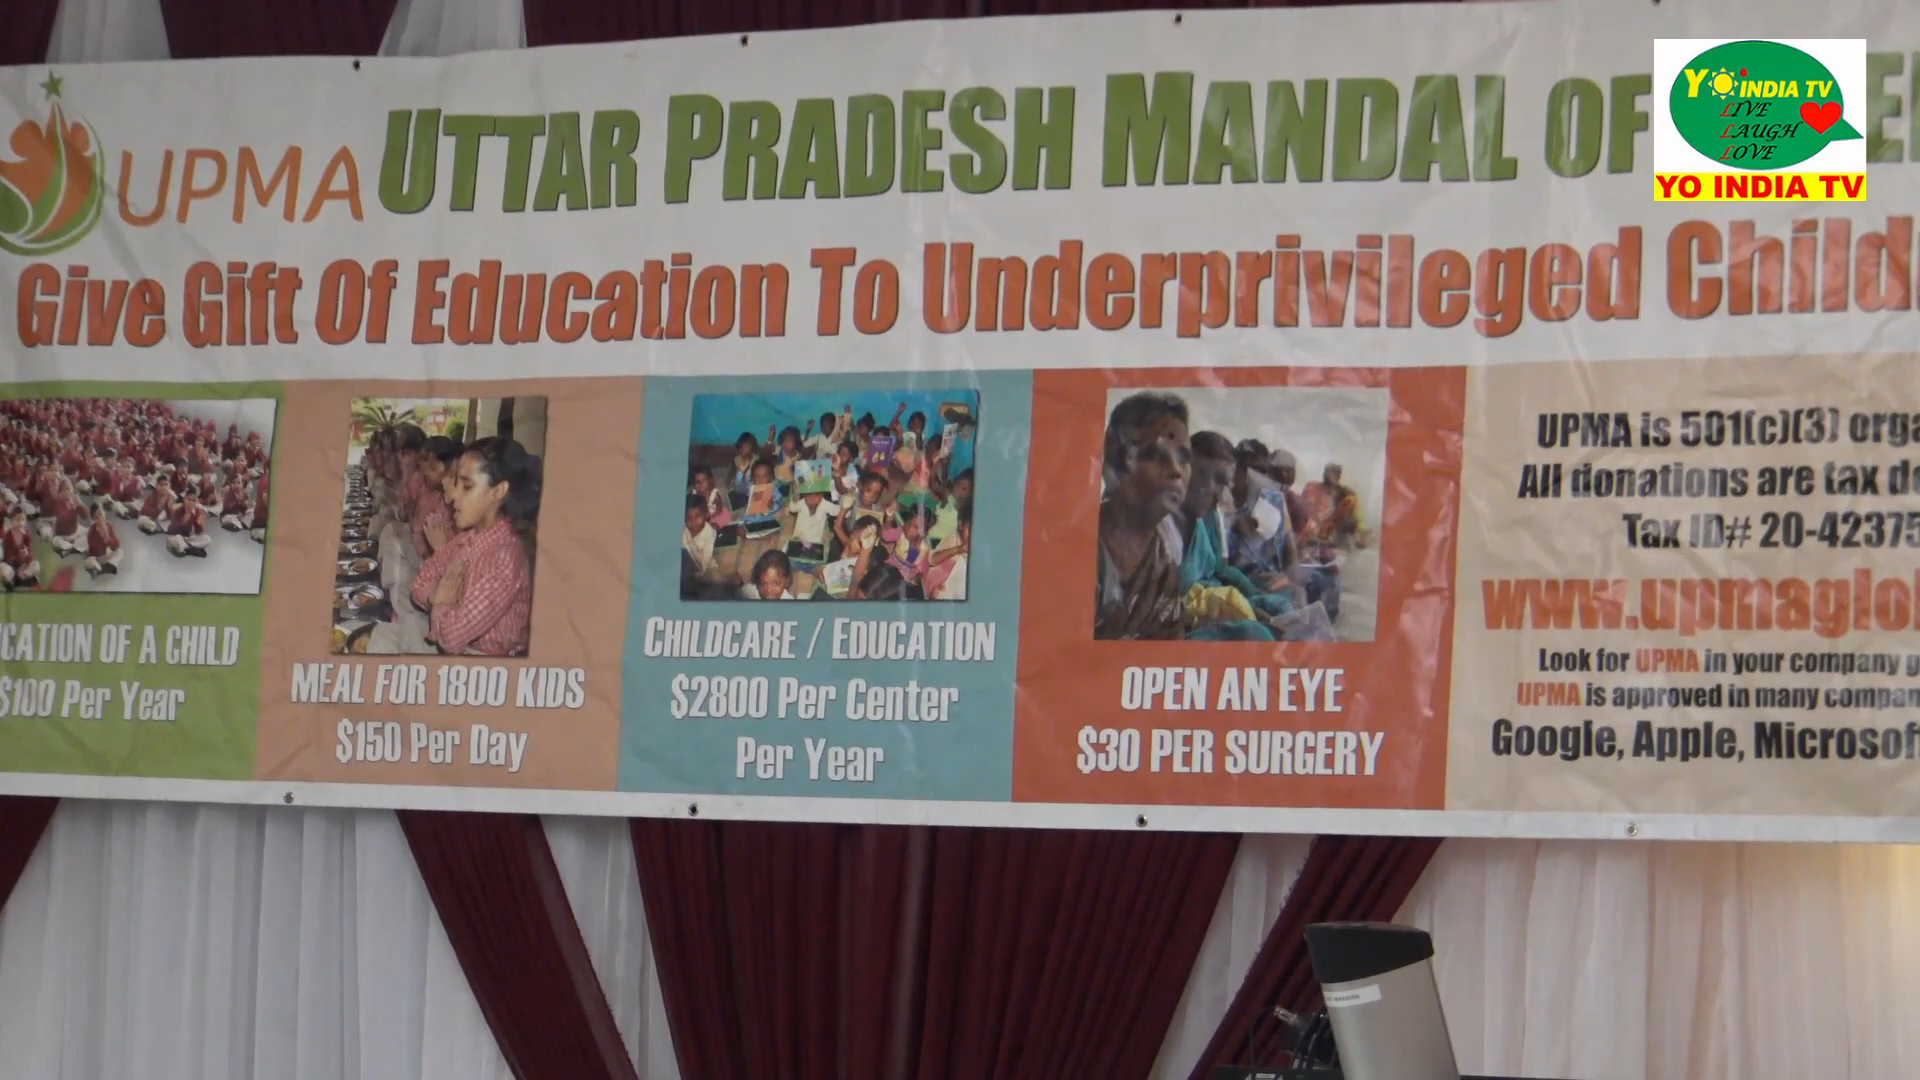 UPMA
UTTAR PRADESH MANDAL OF
Give Gift Of Education To Underprivileged
OF A CHILD
$100 Per Year
MEAL FOR 1800 KIDS
$150 Per Day
CHILDCARE / EDUCATION
$2800 Per Center
Per Year
OPEN AN EYE
$30 PER SURGERY
UPMA is 501(c)(3)
All donations are tax
Tax ID# 20-42375
Look for UPMA in your company
UPMA is approved in many
Google, Apple,
YO INDIA TV
LIVE
LAUGH
LOVE
YO INDIA TV